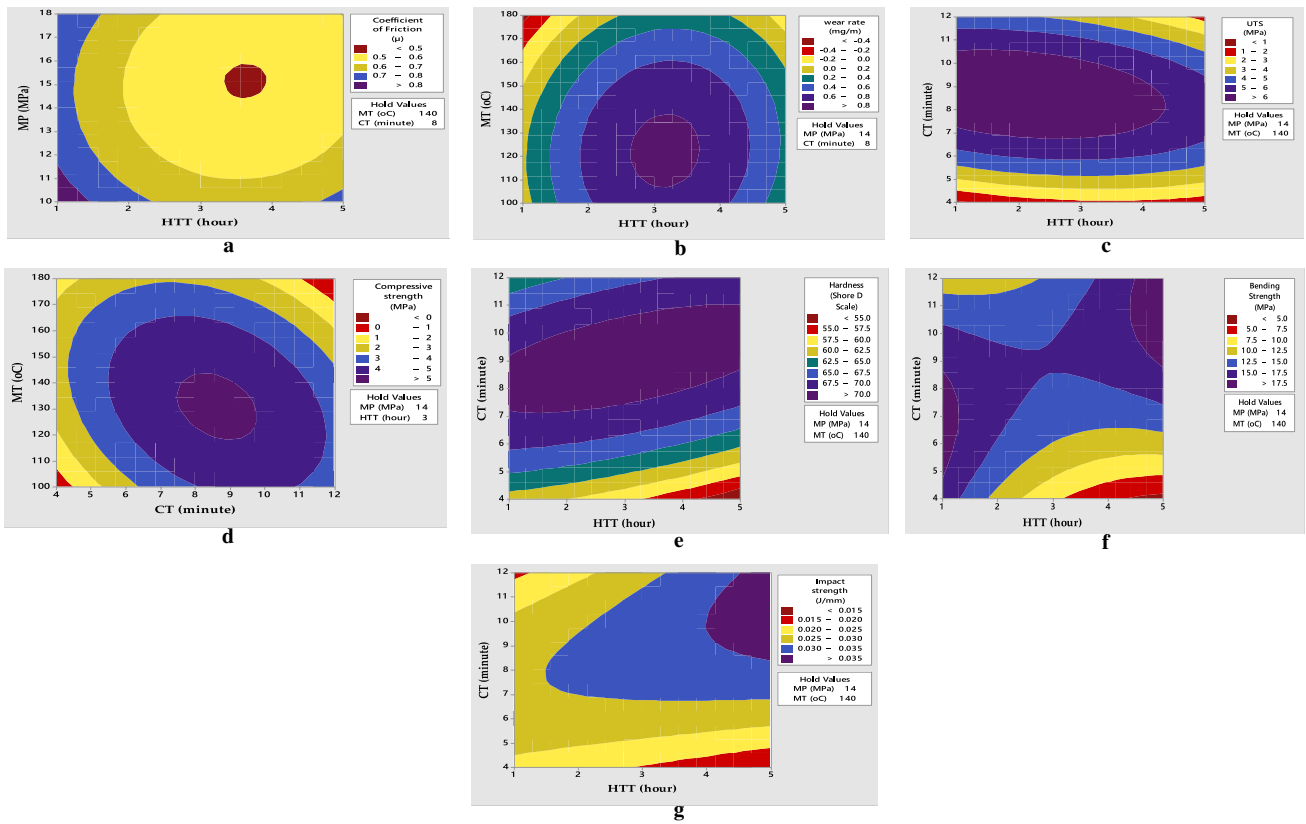 18
17
16
15
14
13
12
11
10
MP (MPa)
1 2 3 4 5
HTT (hour)
Coefficient
of Friction
(μ)
< 0.5
0.5 – 0.6
0.6 – 0.7
0.7 – 0.8
> 0.8
Hold Values
MT (oC) 140
CT (minute) 8
a
180
170
160
150
140
130
120
110
100
MT (oC)
1 2 3 4 5
HTT (hour)
wear rate
(mg/m)
< –0.4
-0.4 – -0.2
-0.2 – 0.0
0.0 – 0.2
0.2 – 0.4
0.4 – 0.6
0.6 – 0.8
> 0.8
Hold Values
MP (MPa) 14
CT (minute) 8
b
12
11
10
9
8
7
6
5
4
CT (minute)
1 2 3 4 5
HTT (hour)
UTS
(MPa)
< 1
1 – 2
2 – 3
3 – 4
4 – 5
5 – 6
> 6
Hold Values
MP (MPa) 14
MT (oC) 140
c
180
170
160
150
140
130
120
110
100
MT (oC)
4 5 6 7 8 9 10 11 12
CT (minute)
Compressive
strength
(MPa)
< 0
0 – 1
1 – 2
2 – 3
3 – 4
4 – 5
> 5
Hold Values
MP (MPa) 14
HTT (hour) 3
d
12
11
10
9
8
7
6
5
4
CT (minute)
1 2 3 4 5
HTT (hour)
Hardness
(Shore D
Scale)
< 55.0
55.0 – 57.5
57.5 – 60.0
60.0 – 62.5
62.5 – 65.0
65.0 – 67.5
67.5 – 70.0
> 70.0
Hold Values
MP (MPa) 14
MT (oC) 140
e
12
11
10
9
8
7
6
5
4
CT (minute)
1 2 3 4 5
HTT (hour)
Bending
Strength
(MPa)
< 5.0
5.0 – 7.5
7.5 – 10.0
10.0 – 12.5
12.5 – 15.0
15.0 – 17.5
> 17.5
Hold Values
MP (MPa) 14
MT (oC) 140
f
12
11
10
9
8
7
6
5
4
CT (minute)
1 2 3 4 5
HTT (hour)
Impact
strength
(J/mm)
< 0.015
0.015 – 0.020
0.020 – 0.025
0.025 – 0.030
0.030 – 0.035
> 0.035
Hold Values
MP (MPa) 14
MT (oC) 140
g